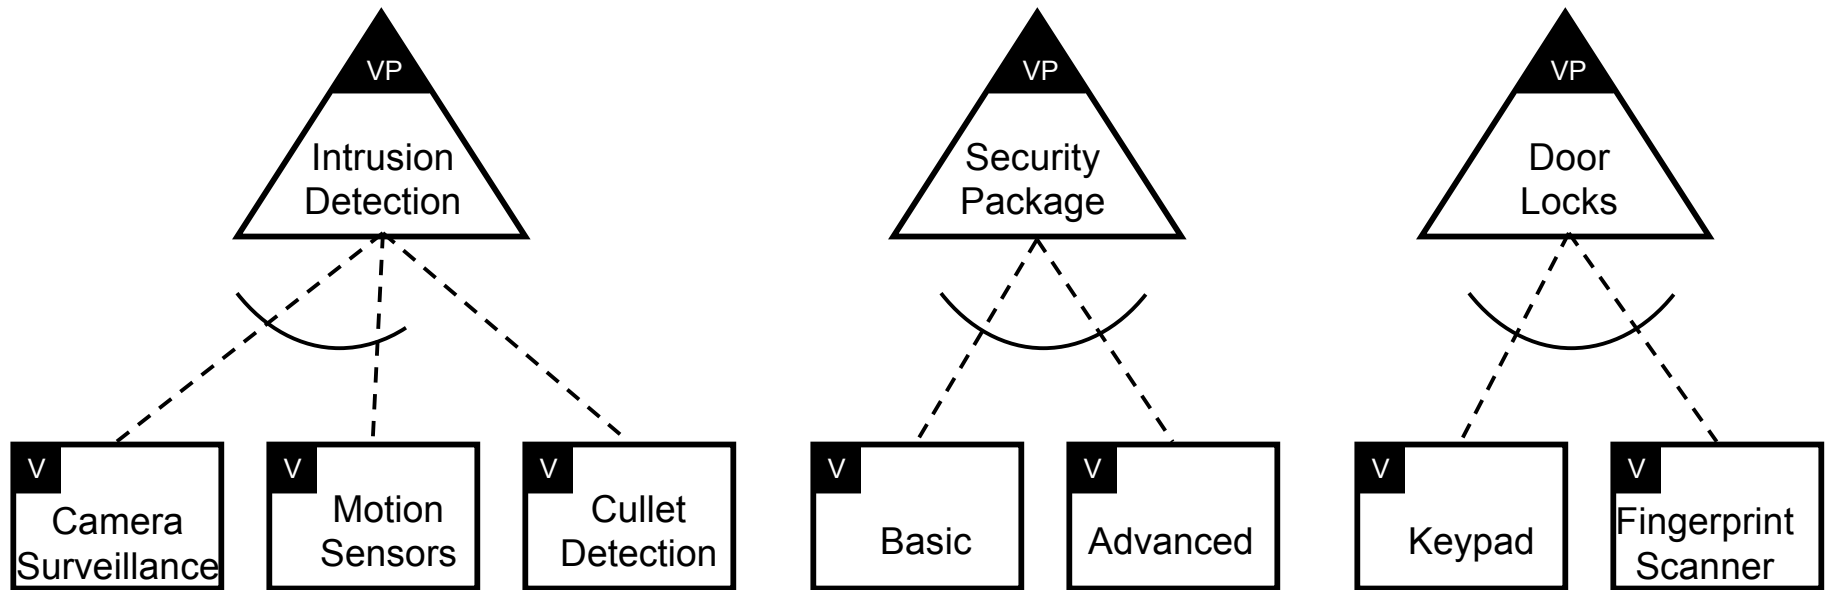 VP
Intrusion
Detection
VP
Security
Package
VP
Door
Locks
V
Camera
Surveillance
V
Motion
Sensors
V
Cullet
Detection
V
Basic
V
Advanced
V
Keypad
V
Fingerprint
Scanner